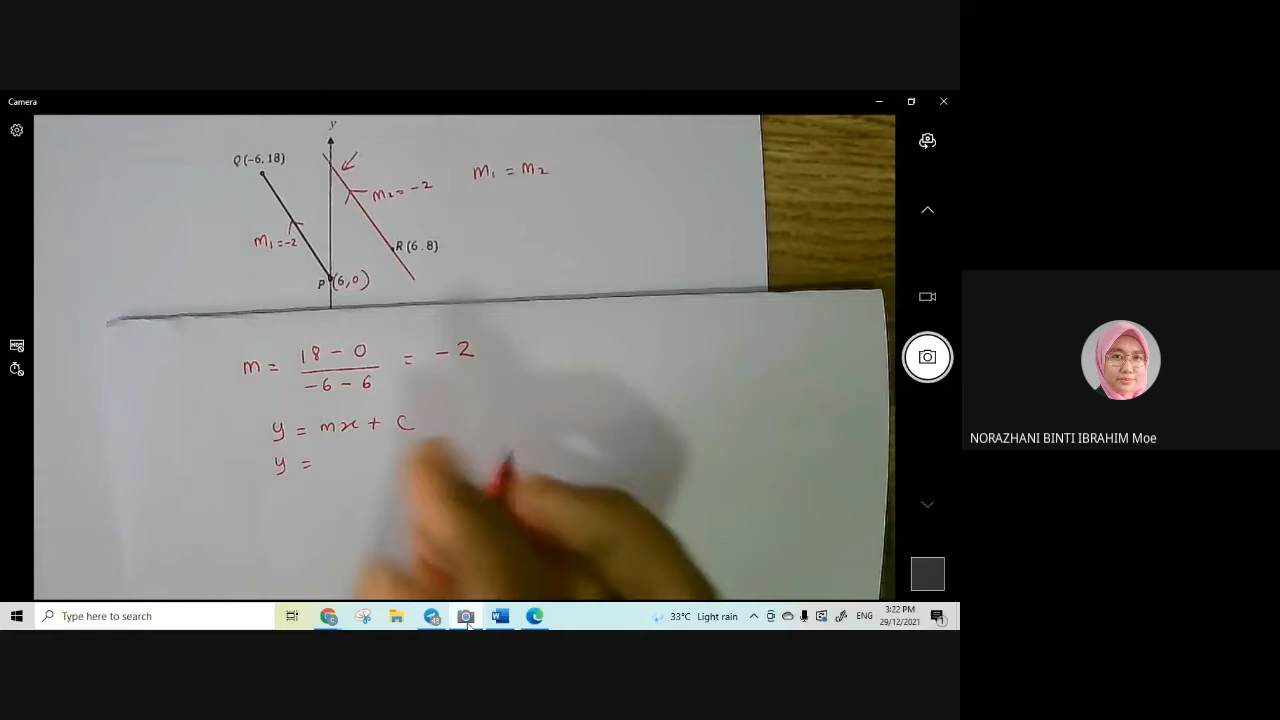 Camera
y
Q (-6, 18)
m₁ = m₂
m₂ = -2
m₁ = -2
R (6, 8)
P (6, 0)
m = \frac{18 - 0}{-6 - 6} = -2
y = mx + c
y =
NORAZHANI BINTI IBRAHIM Moe
Type here to search
33°C Light rain
ENG
3:22 PM
29/12/2021